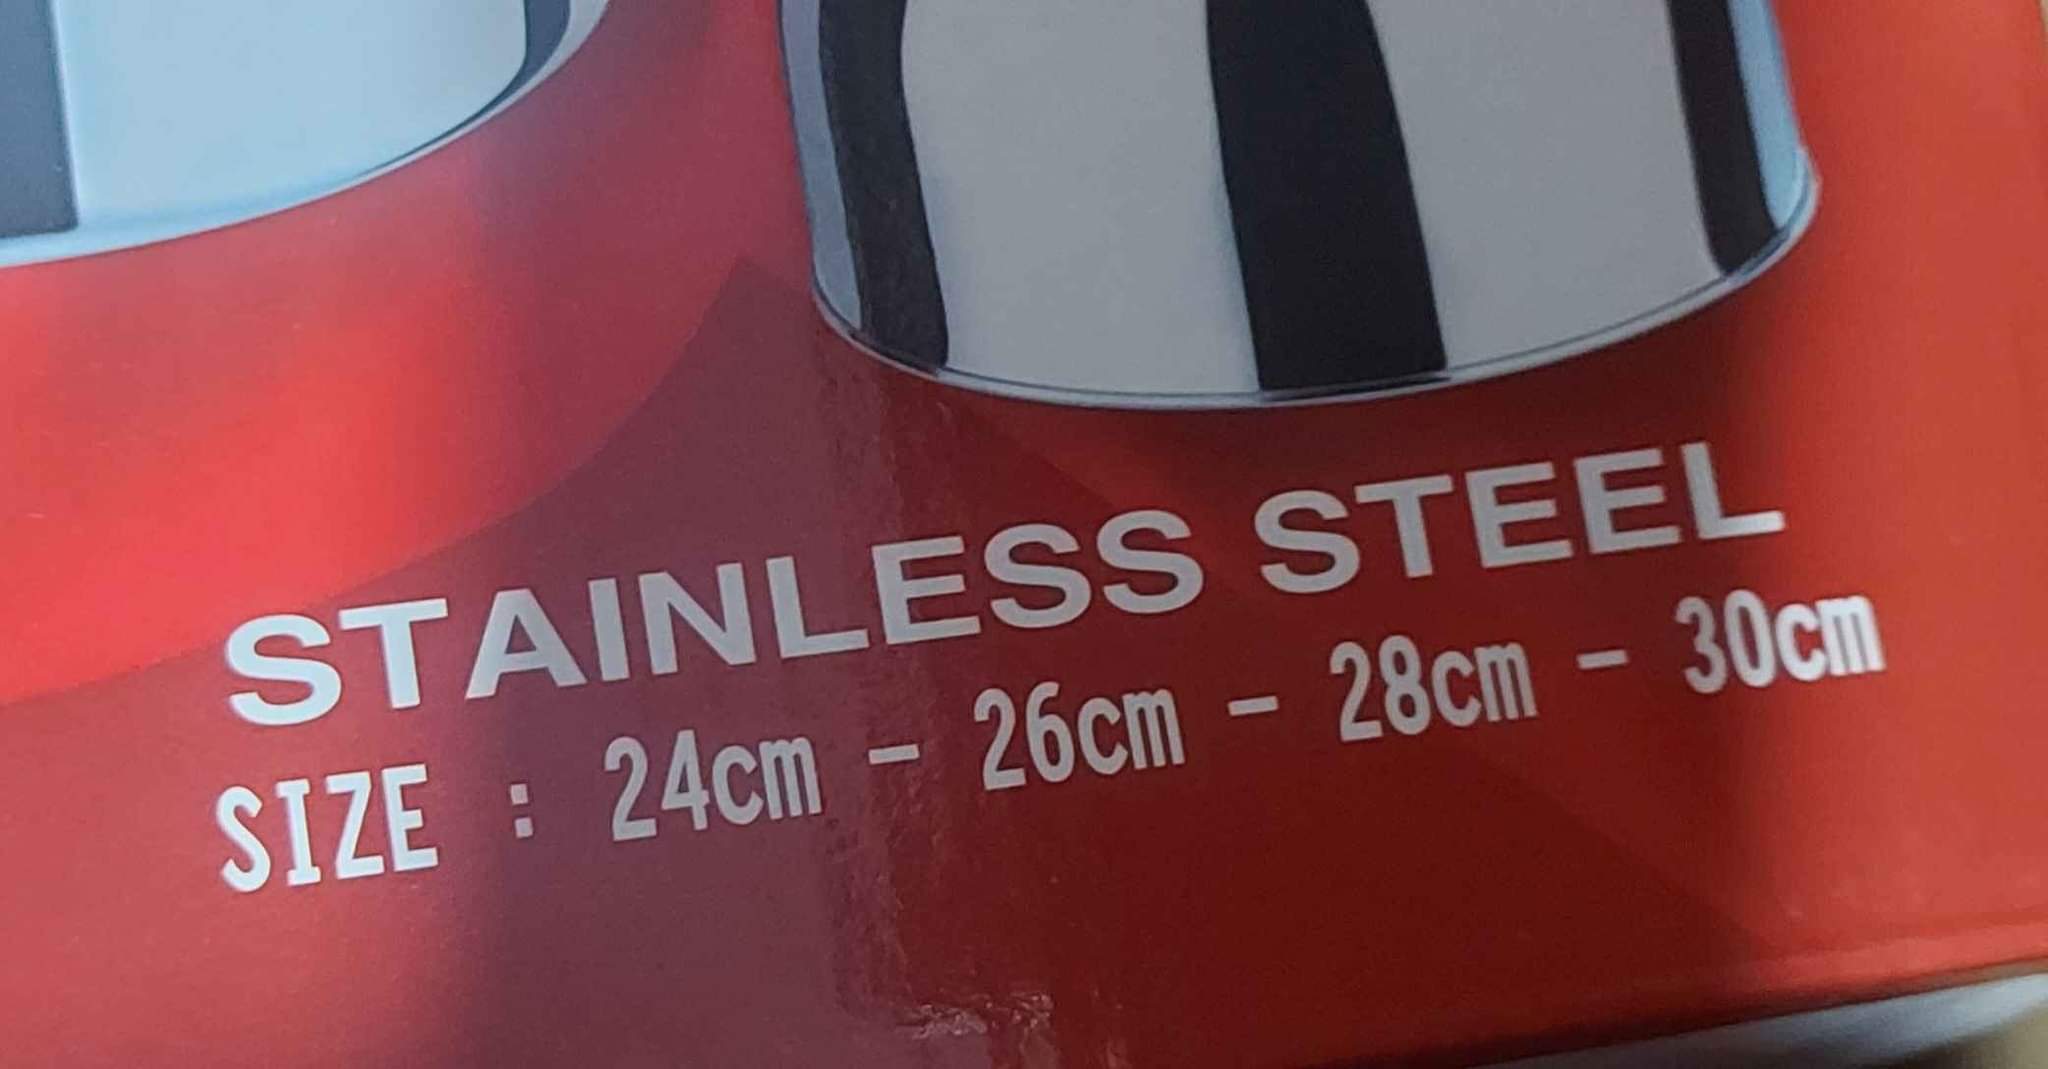 STAINLESS STEEL
SIZE : 24cm - 26cm - 28cm - 30cm